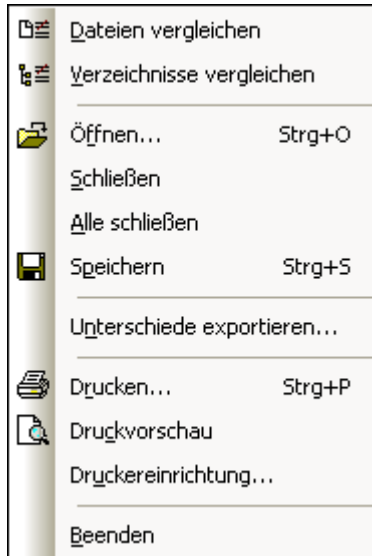 Dateien vergleichen
Verzeichnisse vergleichen
Öffnen... Strg+O
Schließen
Alle schließen
Speichern Strg+S
Unterschiede exportieren...
Drucken... Strg+P
Druckvorschau
Druckereinrichtung...
Beenden